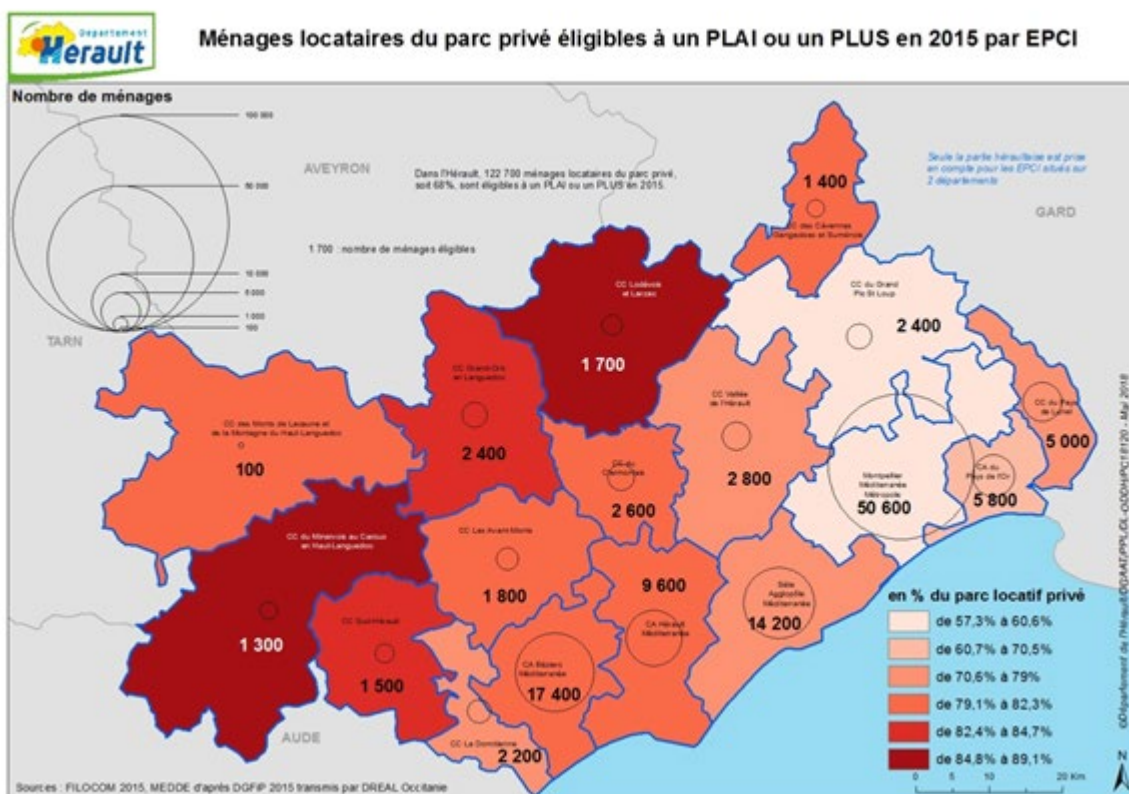 Département
Hérault
Ménages locataires du parc privé éligibles à un PLAI ou un PLUS en 2015 par EPCI
Nombre de ménages
100 000
50 000
10 000
5 000
1 000
100
AVEYRON
TARN
GARD
AUDE
Dans l'Hérault, 122 700 ménages locataires du parc privé,
soit 68%, sont éligibles à un PLAI ou un PLUS en 2015.
1 700 : nombre de ménages éligibles
Seule la partie héraultaise est prise
en compte pour les EPCI situés sur
2 départements
1 400
CC des Cévennes
Gangeoises et Suménoises
CC du Grand
Pic St Loup
2 400
CC Lodévois
et Larzac
1 700
CC Grand-Orb
en Languedoc
2 400
CC Vallée
de l'Hérault
2 800
CC du Pays
de Lunel
5 000
CC des Monts de Lacaune et
de la Montagne du Haut Languedoc
100
CC du
Clermontais
2 600
Montpellier
Méditerranée
Métropole
50 600
CA du
Pays de l'Or
5 800
CC du Minervois au Caroux
en Haut-Languedoc
1 300
CC Les Avant-Monts
1 800
9 600
CA Hérault
Méditerranée
Sète
Agglopôle
Méditerranée
14 200
CC Sud-Hérault
1 500
CA Béziers
Méditerranée
17 400
CC La Domitienne
2 200
en % du parc locatif privé
de 57,3% à 60,6%
de 60,7% à 70,5%
de 70,6% à 79%
de 79,1% à 82,3%
de 82,4% à 84,7%
de 84,8% à 89,1%
0 10 20 Km
N
Sources : FILOCOM 2015, MEDDE d'après DGFIP 2015 transmis par DREAL Occitanie
©Département de l'Hérault - Mai 2018